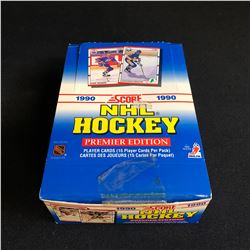 1990 SCORE 1990
NHL
HOCKEY
PREMIER EDITION
PLAYER CARDS (15 Player Cards Per Pack)
CARTES DES JOUEURS (15 Cartes Par Paquet)
1990 SCORE 1990
NHL
HOCKEY